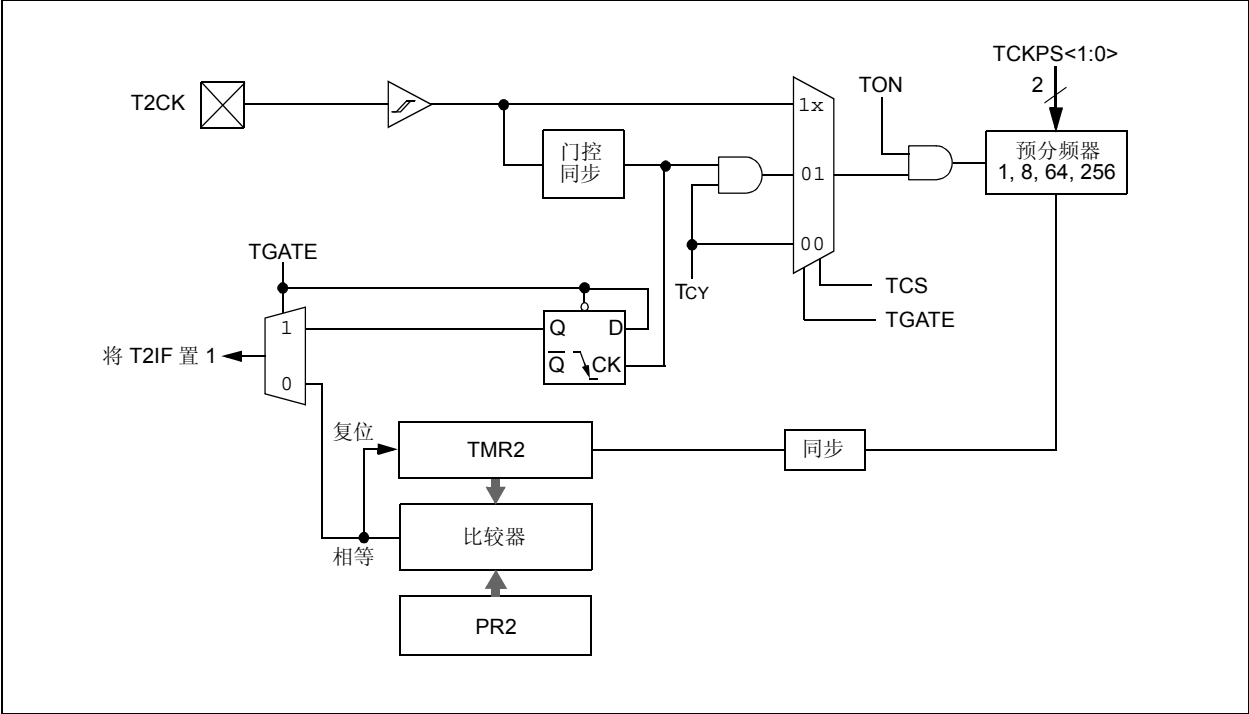 TCKPS<1:0>
2
TON
T2CK
1x
门控
同步
预分频器
1, 8, 64, 256
01
00
TGATE
TCY
TCS
TGATE
1
Q
D
将 T2IF 置 1
Q
CK
0
复位
TMR2
同步
比较器
相等
PR2